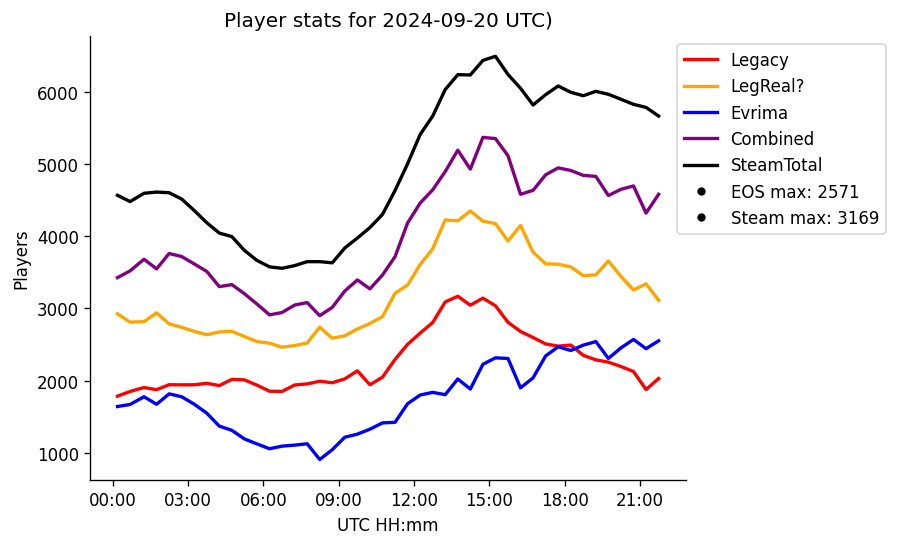 Player stats for 2024-09-20 UTC)
Legacy
LegReal?
Evrima
Combined
SteamTotal
EOS max: 2571
Steam max: 3169
6000
5000
4000
3000
2000
1000
Players
00:00 03:00 06:00 09:00 12:00 15:00 18:00 21:00
UTC HH:mm